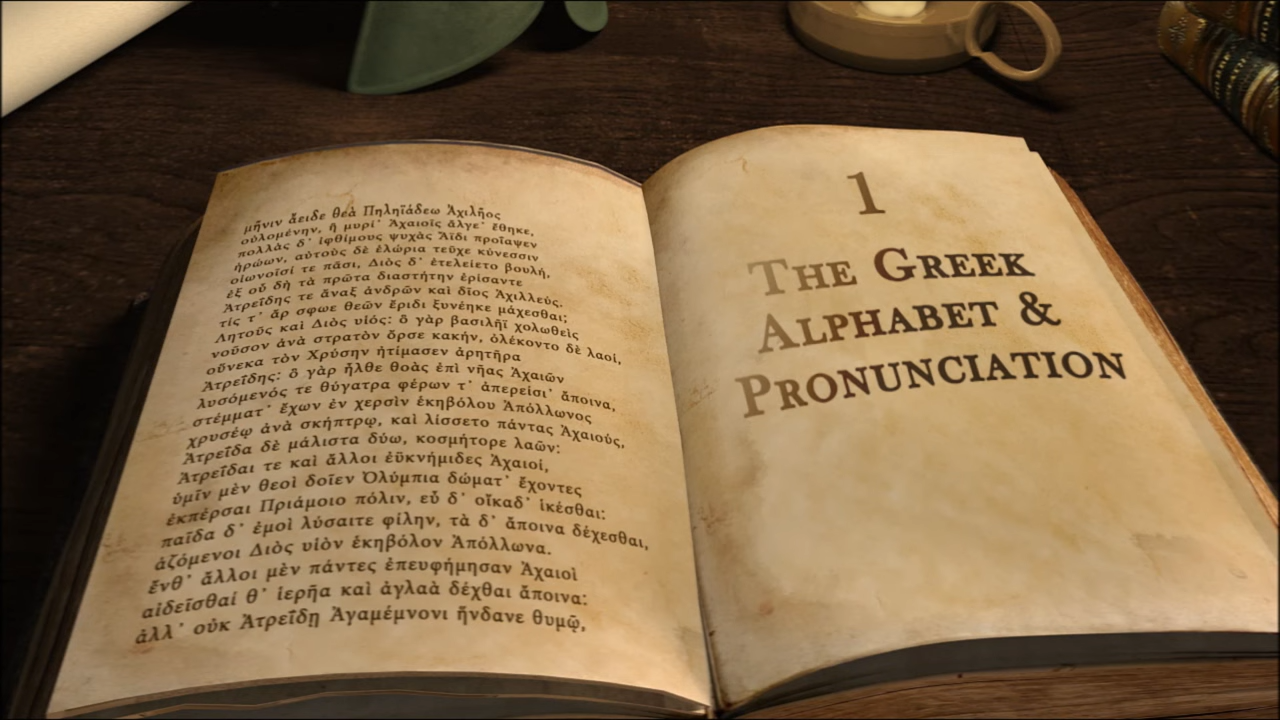 μῆνιν ἄειδε θεὰ Πηληϊάδεω Ἀχιλῆος
οὐλομένην, ἣ μυρί᾽ Ἀχαιοῖς ἄλγε᾽ ἔθηκε,
πολλὰς δ᾽ ἰφθίμους ψυχὰς Ἄϊδι προΐαψεν
ἡρώων, αὐτοὺς δὲ ἑλώρια τεῦχε κύνεσσιν
οἰωνοῖσί τε πᾶσι, Διὸς δ᾽ ἐτελείετο βουλή,
ἐξ οὗ δὴ τὰ πρῶτα διαστήτην ἐρίσαντε
Ἀτρεΐδης τε ἄναξ ἀνδρῶν καὶ δῖος Ἀχιλλεύς.
τίς τ᾽ ἄρ σφωε θεῶν ἔριδι ξυνέηκε μάχεσθαι;
Λητοῦς καὶ Διὸς υἱός: ὃ γὰρ βασιλῆϊ χολωθεὶς
νοῦσον ἀνὰ στρατὸν ὄρσε κακήν, ὀλέκοντο δὲ λαοί,
οὕνεκα τὸν Χρύσην ἠτίμασεν ἀρητῆρα
Ἀτρεΐδης: ὃ γὰρ ἦλθε θοὰς ἐπὶ νῆας Ἀχαιῶν
λυσόμενός τε θύγατρα φέρων τ᾽ ἀπερείσι᾽ ἄποινα,
στέμματ᾽ ἔχων ἐν χερσὶν ἑκηβόλου Ἀπόλλωνος
χρυσέῳ ἀνὰ σκήπτρῳ, καὶ λίσσετο πάντας Ἀχαιούς,
Ἀτρεΐδα δὲ μάλιστα δύω, κοσμήτορε λαῶν:
Ἀτρεΐδαι τε καὶ ἄλλοι ἐϋκνήμιδες Ἀχαιοί,
ὑμῖν μὲν θεοὶ δοῖεν Ὀλύμπια δώματ᾽ ἔχοντες
ἐκπέρσαι Πριάμοιο πόλιν, εὖ δ᾽ οἴκαδ᾽ ἱκέσθαι:
παῖδα δ᾽ ἐμοὶ λύσαιτε φίλην, τὰ δ᾽ ἄποινα δέχεσθαι,
ἁζόμενοι Διὸς υἱὸν ἑκηβόλον Ἀπόλλωνα.
ἔνθ᾽ ἄλλοι μὲν πάντες ἐπευφήμησαν Ἀχαιοὶ
αἰδεῖσθαί θ᾽ ἱερῆα καὶ ἀγλαὰ δέχθαι ἄποινα:
ἀλλ᾽ οὐκ Ἀτρεΐδῃ Ἀγαμέμνονι ἥνδανε θυμῷ,
1
THE GREEK
ALPHABET &
PRONUNCIATION